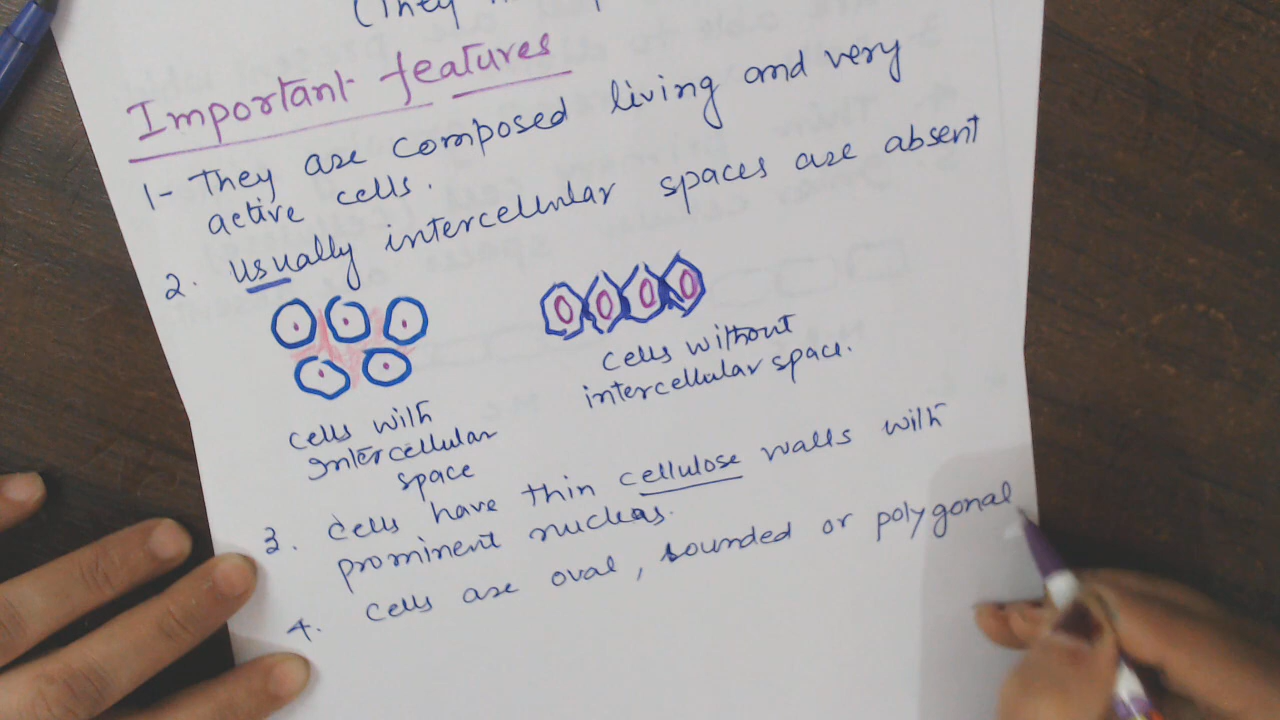 (They
Important features
1- They are composed living and very
active cells.
2. Usually intercellular spaces are absent
cells with
Intercellular
space
cells without
intercellular space.
3. Cells have thin cellulose walls with
prominent nucleas.
4. Cells are oval, rounded or polygonal